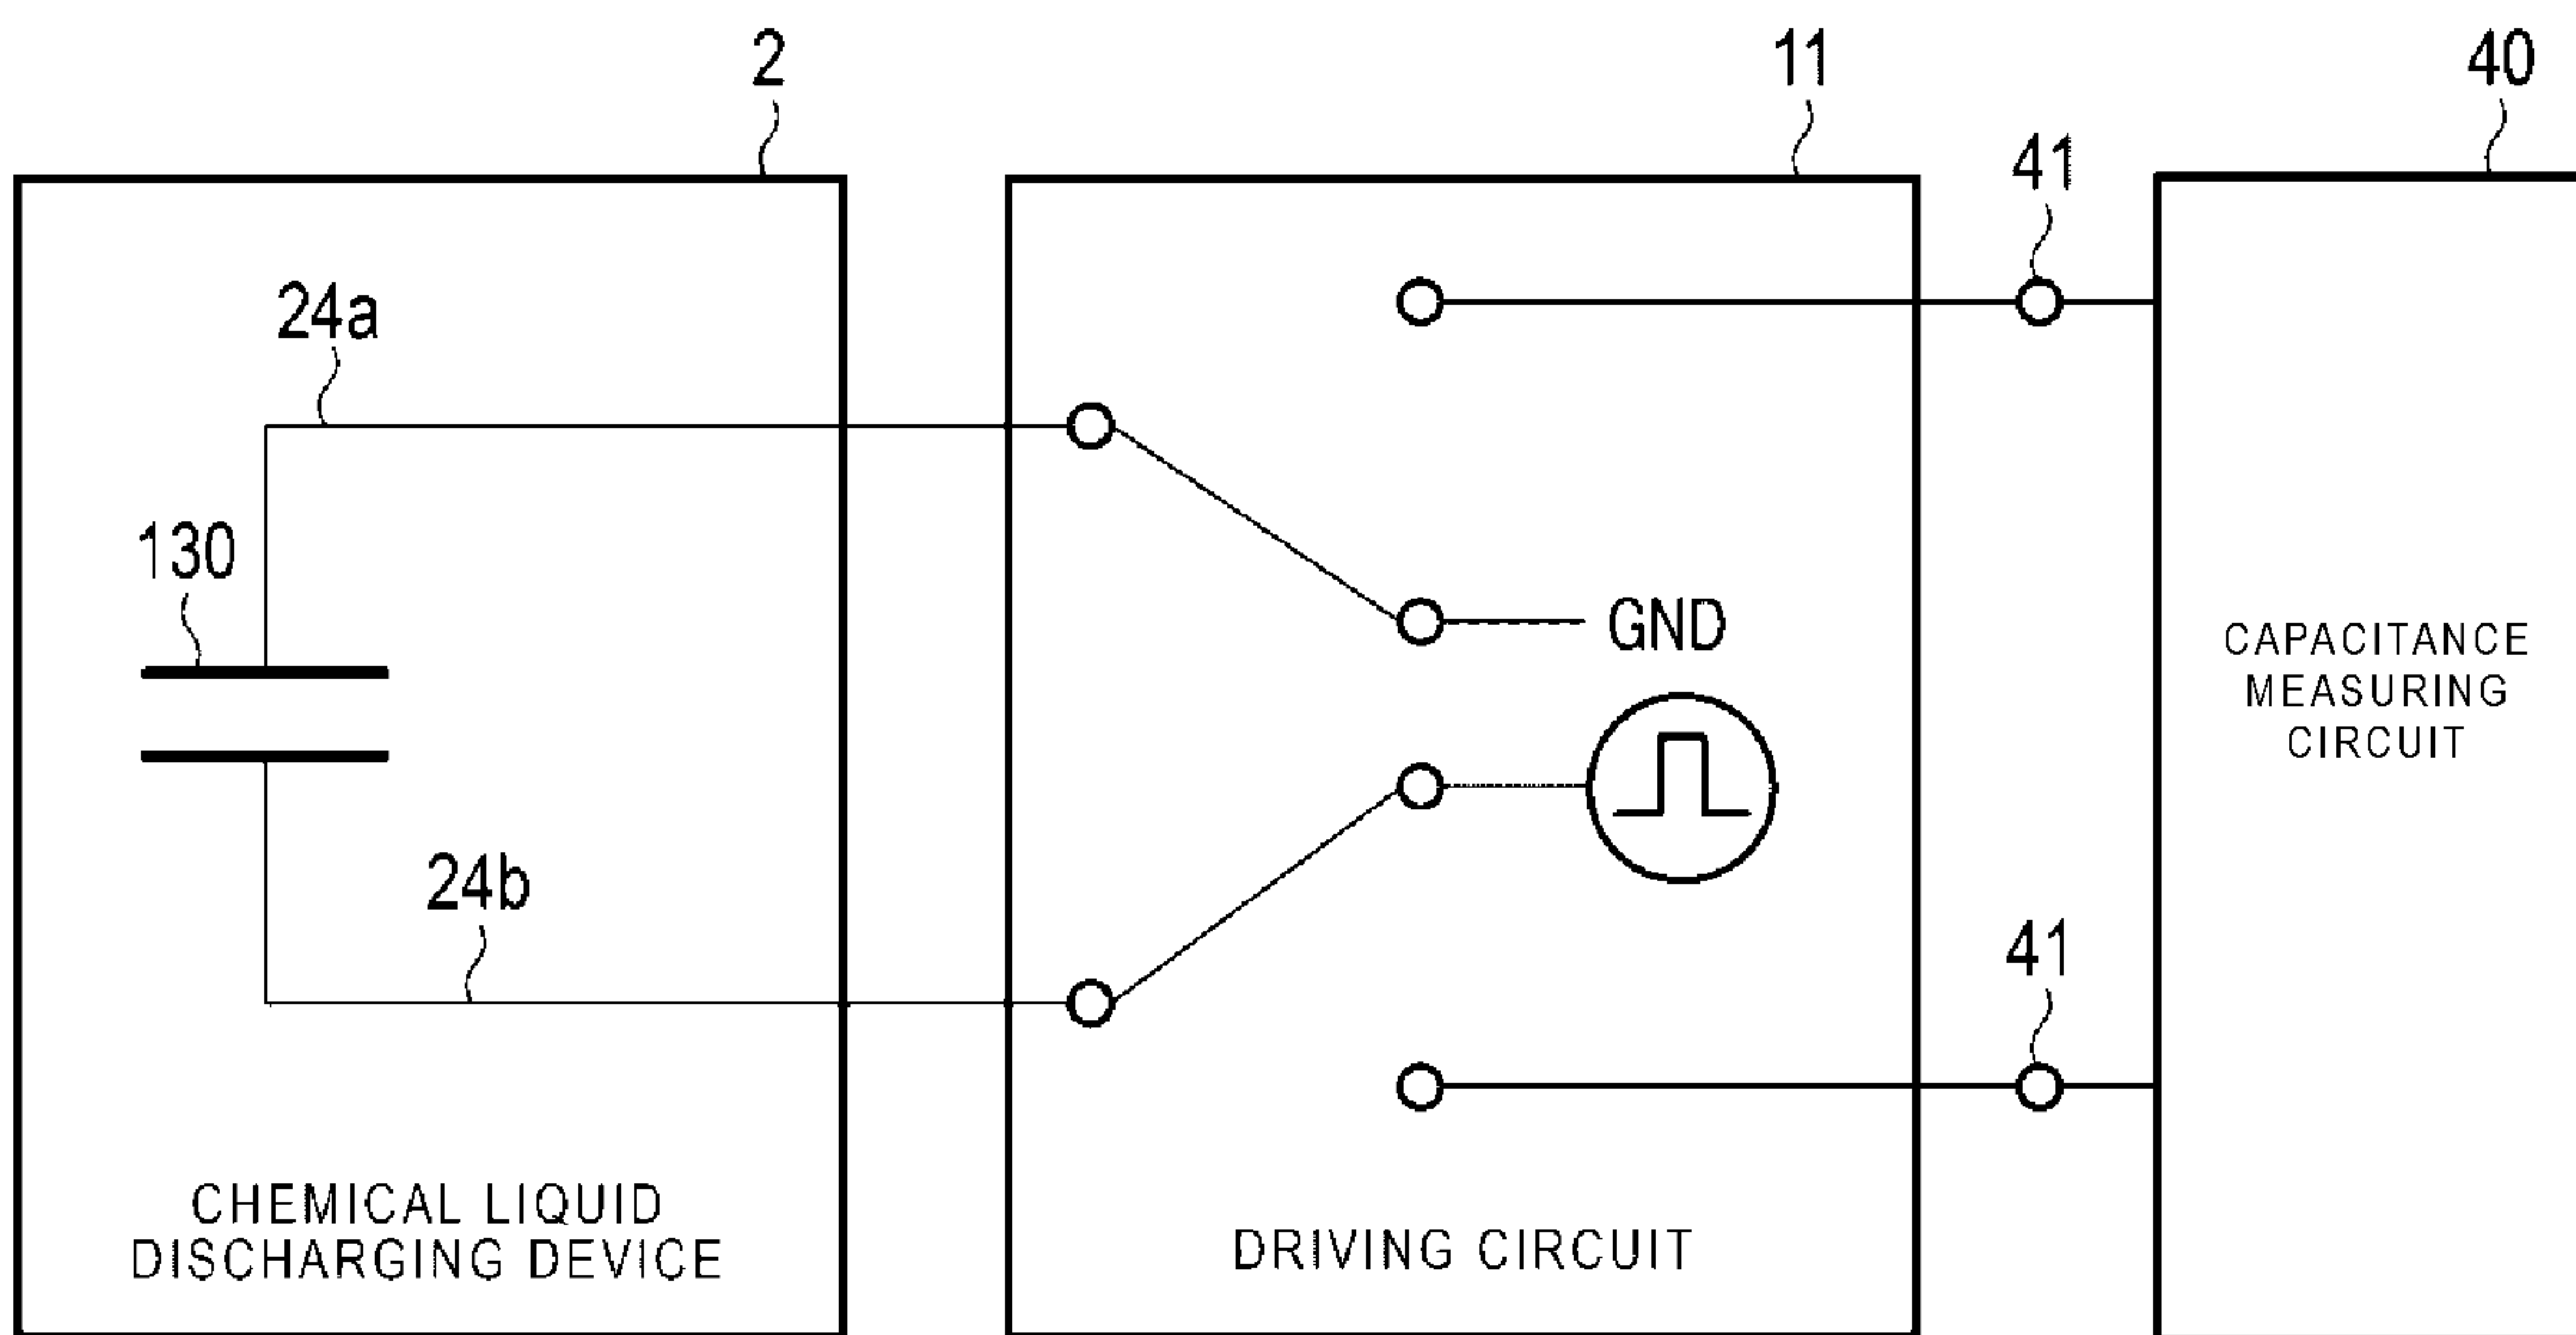 2
11
40
41
24a
130
GND
CAPACITANCE
MEASURING
CIRCUIT
24b
41
CHEMICAL LIQUID
DISCHARGING DEVICE
DRIVING CIRCUIT